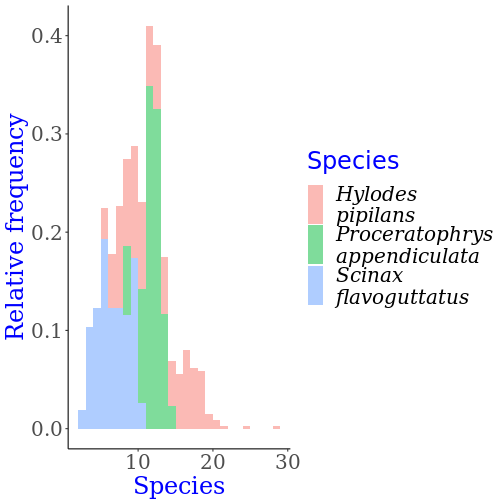 Relative frequency
0.4
0.3
0.2
0.1
0.0
10
20
30
Species
Species
Hylodes
pipilans
Proceratophrys
appendiculata
Scinax
flavoguttatus